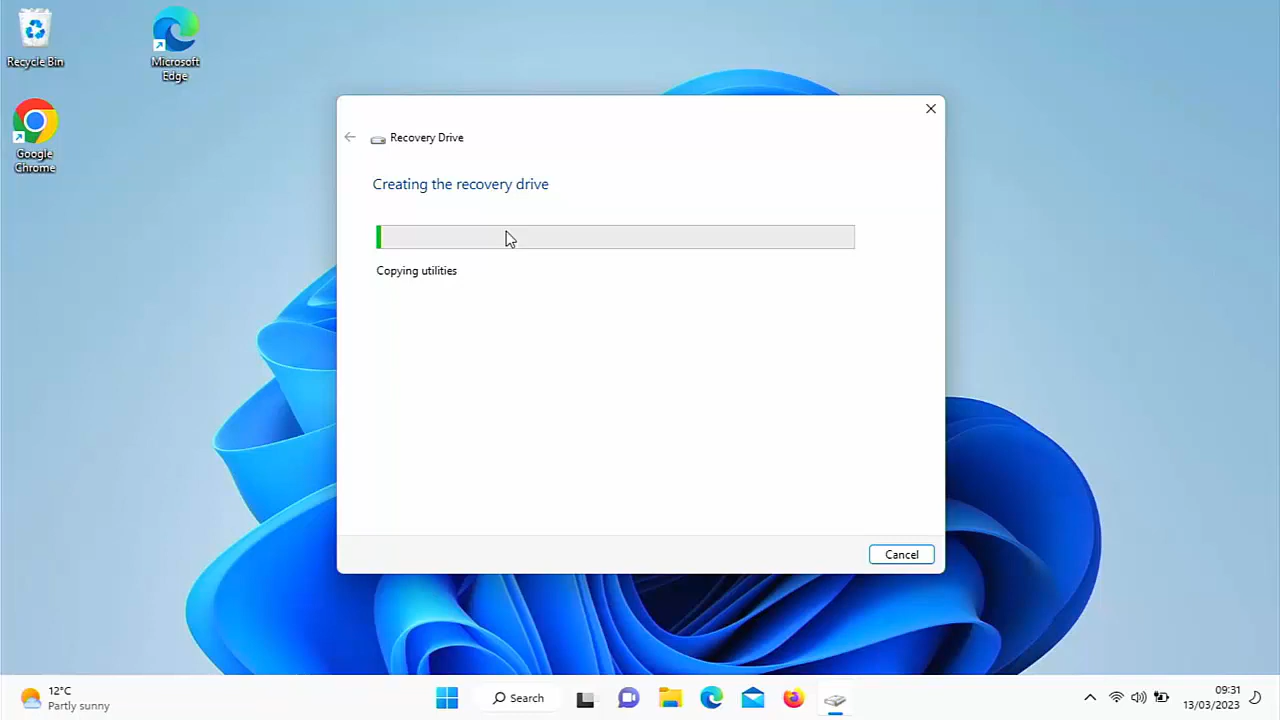 Recycle Bin
Microsoft
Edge
Google
Chrome
Recovery Drive
Creating the recovery drive
Copying utilities
Cancel
12°C
Partly sunny
Search
09:31
13/03/2023